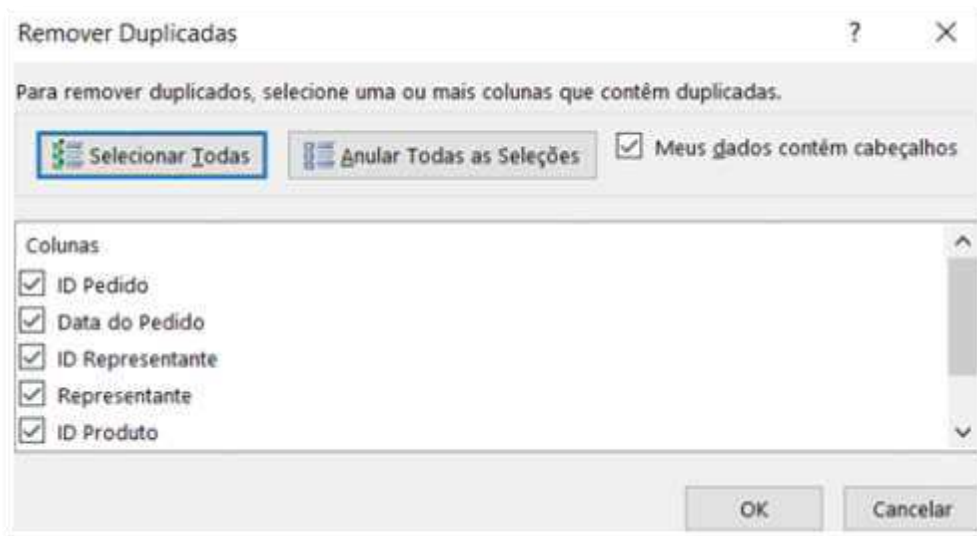 Remover Duplicadas ?
Para remover duplicados, selecione uma ou mais colunas que contêm duplicadas.
Selecionar Todas Anular Todas as Seleções Meus dados contêm cabeçalhos
Colunas
ID Pedido
Data do Pedido
ID Representante
Representante
ID Produto
OK Cancelar